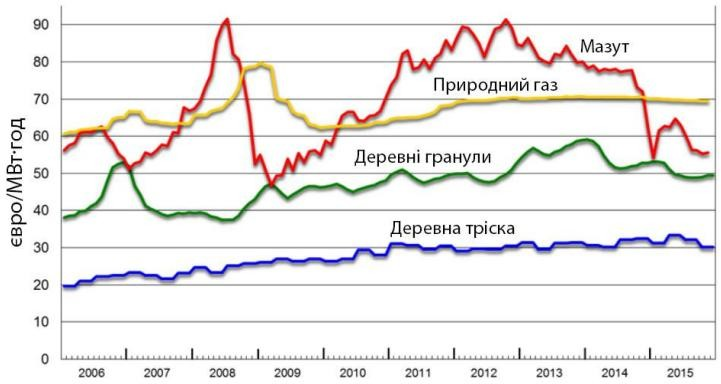 90
80
70
60
50
40
30
20
10
0
євро/МВт·год
Мазут
Природний газ
Деревні гранули
Деревна тріска
2006 2007 2008 2009 2010 2011 2012 2013 2014 2015